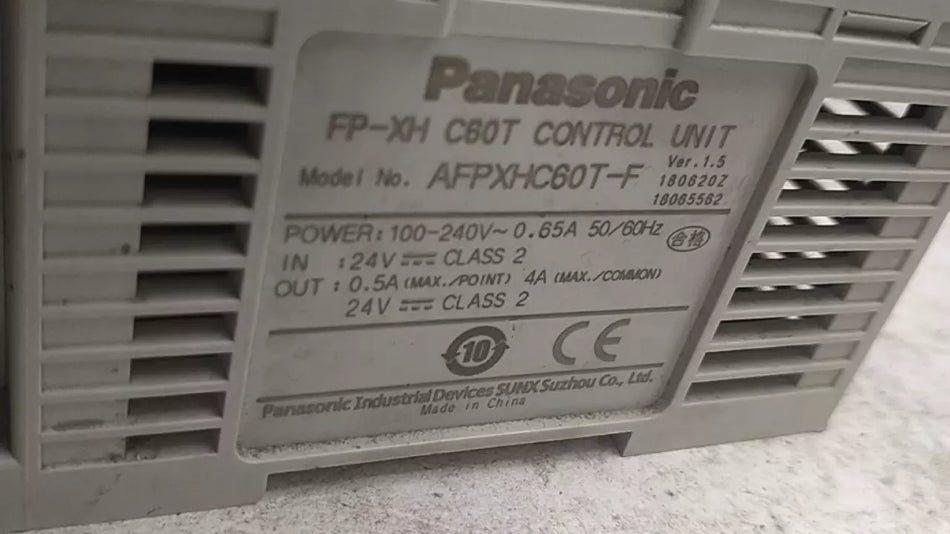 Panasonic
FP-XH C60T CONTROL UNIT
Ver.1.5
Model No. AFPXHC60T-F 180620Z
18065562
POWER: 100-240V~ 0.65A 50/60Hz
合格
IN : 24V ⎓ CLASS 2
OUT : 0.5A (MAX./POINT) 4A (MAX./COMMON)
24V ⎓ CLASS 2
10 CE
Panasonic Industrial Devices SUNX Suzhou Co., Ltd.
Made in China